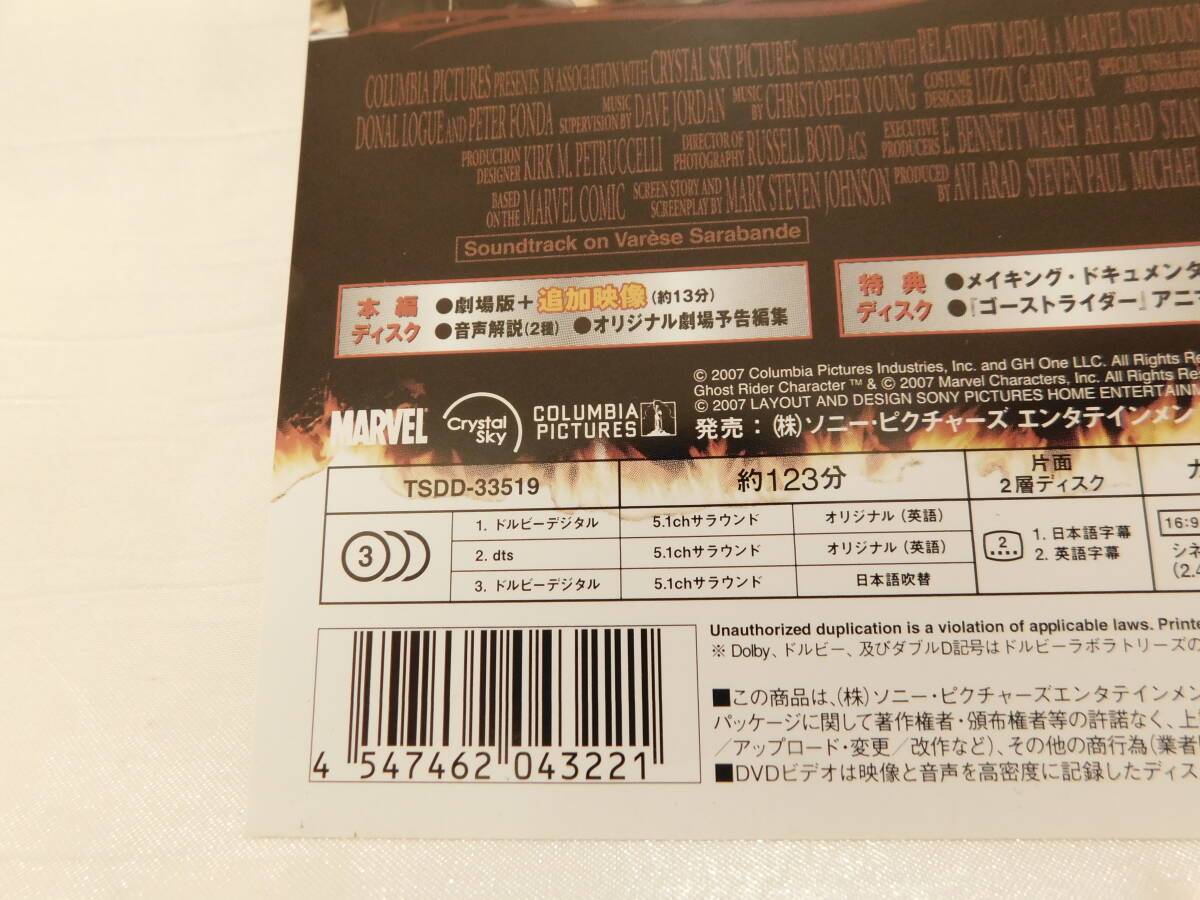 COLUMBIA PICTURES PRESENTS IN ASSOCIATION WITH CRYSTAL SKY PICTURES IN ASSOCIATION WITH RELATIVITY MEDIA A MARVEL STUDIOS
DONAL LOGUE AND PETER FONDA MUSIC SUPERVISION BY DAVE JORDAN MUSIC BY CHRISTOPHER YOUNG COSTUME DESIGNER LIZZY GARDINER SPECIAL VISUAL AND ANIMAT
PRODUCTION DESIGNER KIRK M. PETRUCCELLI DIRECTOR OF PHOTOGRAPHY RUSSELL BOYD ACS EXECUTIVE PRODUCERS E. BENNETT WALSH ARI ARAD STAN
BASED ON THE MARVEL COMIC SCREEN STORY AND SCREENPLAY BY MARK STEVEN JOHNSON PRODUCED BY AVI ARAD STEVEN PAUL MICHAEL
Soundtrack on Varèse Sarabande
本編ディスク
●劇場版+追加映像(約13分)
●音声解説(2種) ●オリジナル劇場予告編集
特典ディスク
●メイキング・ドキュメンタ
●『ゴーストライダー』アニ
© 2007 Columbia Pictures Industries, Inc. and GH One LLC. All Rights Re
Ghost Rider Character ™ & © 2007 Marvel Characters, Inc. All Rights
© 2007 LAYOUT AND DESIGN SONY PICTURES HOME ENTERTAIN
MARVEL
Crystal Sky
COLUMBIA PICTURES
発売:(株)ソニー・ピクチャーズ エンタテインメン
TSDD-33519 約123分 片面2層ディスク カ
3
1. ドルビーデジタル 5.1chサラウンド オリジナル(英語)
2. dts 5.1chサラウンド オリジナル(英語)
3. ドルビーデジタル 5.1chサラウンド 日本語吹替
2
1. 日本語字幕
2. 英語字幕
16:9
シネ
(2.4
Unauthorized duplication is a violation of applicable laws. Printe
※ Dolby、ドルビー、及びダブルD記号はドルビーラボラトリーズの
■この商品は、(株)ソニー・ピクチャーズエンタテインメン
パッケージに関して著作権者・頒布権者等の許諾なく、上
/アップロード・変更/改作など)、その他の商行為(業者
■DVDビデオは映像と音声を高密度に記録したディス
4 547462 043221